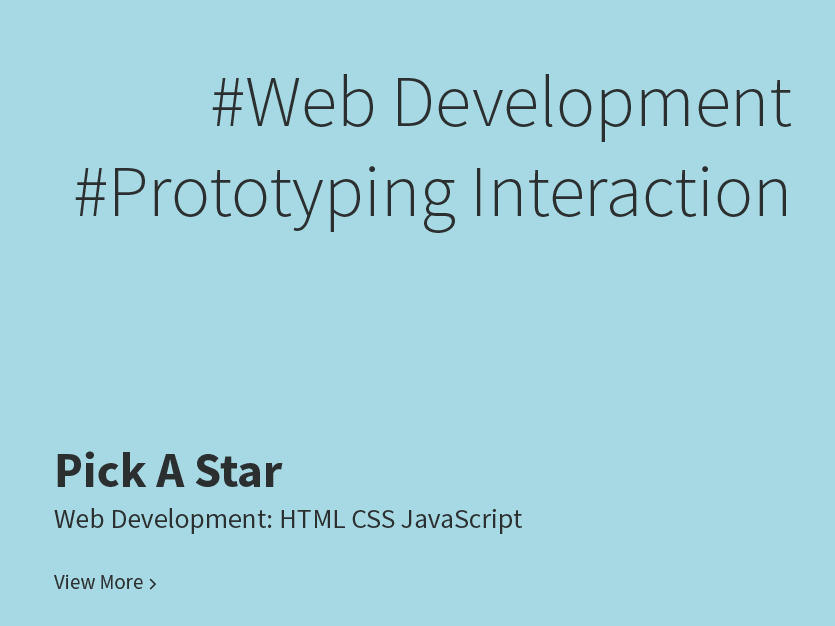 #Web Development
#Prototyping Interaction
Pick A Star
Web Development: HTML CSS JavaScript
View More ›